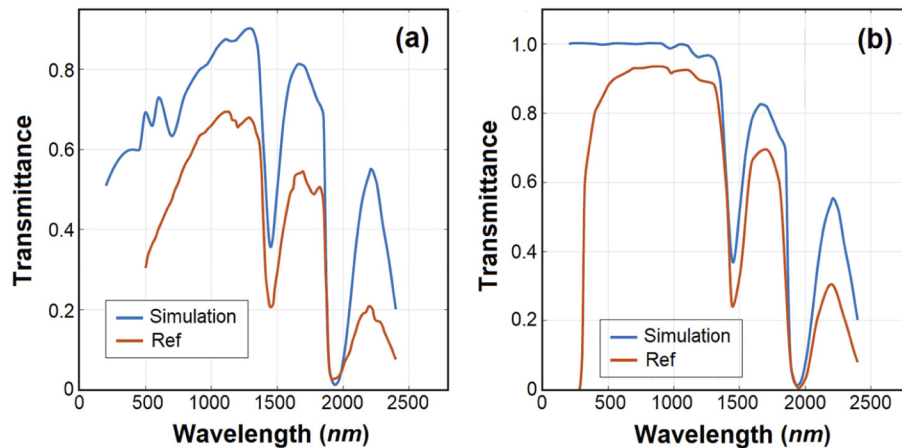 (a)
Transmittance
0.8
0.6
0.4
0.2
0
Simulation
Ref
0 500 1000 1500 2000 2500
Wavelength (nm)
(b)
Transmittance
1.0
0.8
0.6
0.4
0.2
0
Simulation
Ref
0 500 1000 1500 2000 2500
Wavelength (nm)